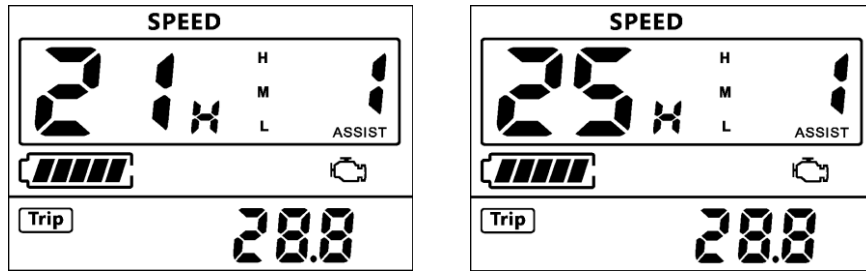 SPEED
21 H
H
M
L
1
ASSIST
Trip
28.8
SPEED
25 H
H
M
L
1
ASSIST
Trip
28.8